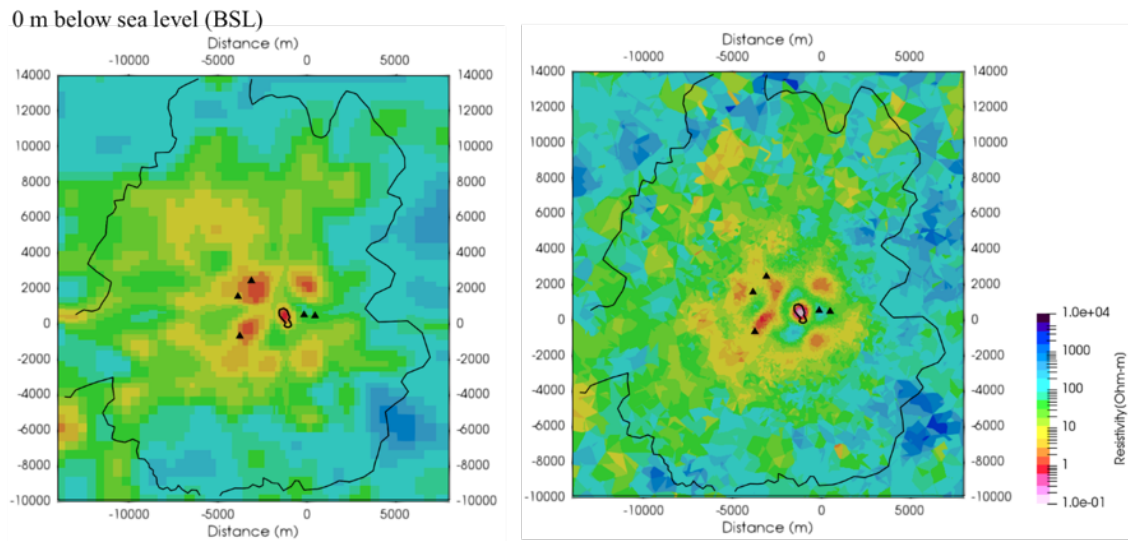 0 m below sea level (BSL)
Distance (m)
-10000 -5000 0 5000
14000 14000
12000 12000
10000 10000
8000 8000
6000 6000
4000 4000
2000 2000
0 0
-2000 -2000
-4000 -4000
-6000 -6000
-8000 -8000
-10000 -10000
-10000 -5000 0 5000
Distance (m)
Distance (m)
-10000 -5000 0 5000
14000 14000
12000 12000
10000 10000
8000 8000
6000 6000
4000 4000
2000 2000
0 0
-2000 -2000
-4000 -4000
-6000 -6000
-8000 -8000
-10000 -10000
-10000 -5000 0 5000
Distance (m)
1.0e+04
1000
100
10
1
1.0e-01
Resistivity(Ohm-m)